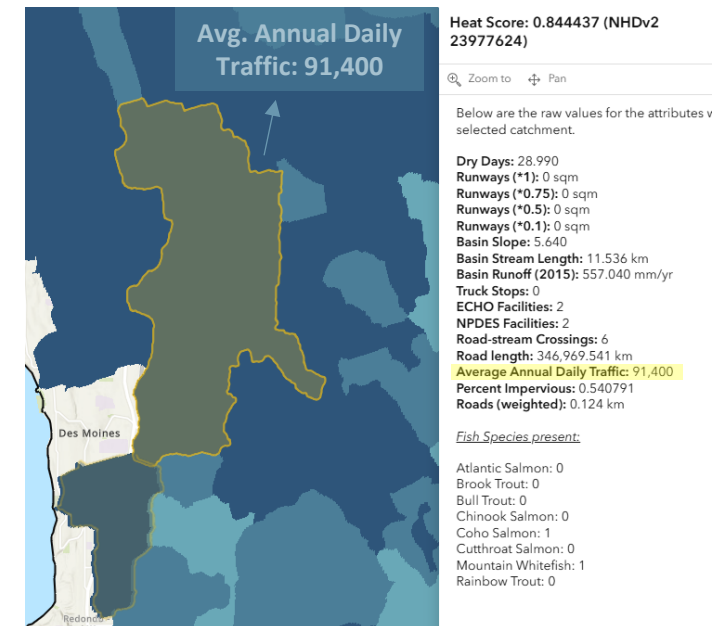 Avg. Annual Daily
Traffic: 91,400
Des Moines
Heat Score: 0.844437 (NHDv2
23977624)
Zoom to Pan
Below are the raw values for the attributes
selected catchment.
Dry Days: 28.990
Runways (*1): 0 sqm
Runways (*0.75): 0 sqm
Runways (*0.5): 0 sqm
Runways (*0.1): 0 sqm
Basin Slope: 5.640
Basin Stream Length: 11.536 km
Basin Runoff (2015): 557.040 mm/yr
Truck Stops: 0
ECHO Facilities: 2
NPDES Facilities: 2
Road-stream Crossings: 6
Road length: 346,969.541 km
Average Annual Daily Traffic: 91,400
Percent Impervious: 0.540791
Roads (weighted): 0.124 km
Fish Species present:
Atlantic Salmon: 0
Brook Trout: 0
Bull Trout: 0
Chinook Salmon: 0
Coho Salmon: 1
Cutthroat Salmon: 0
Mountain Whitefish: 1
Rainbow Trout: 0